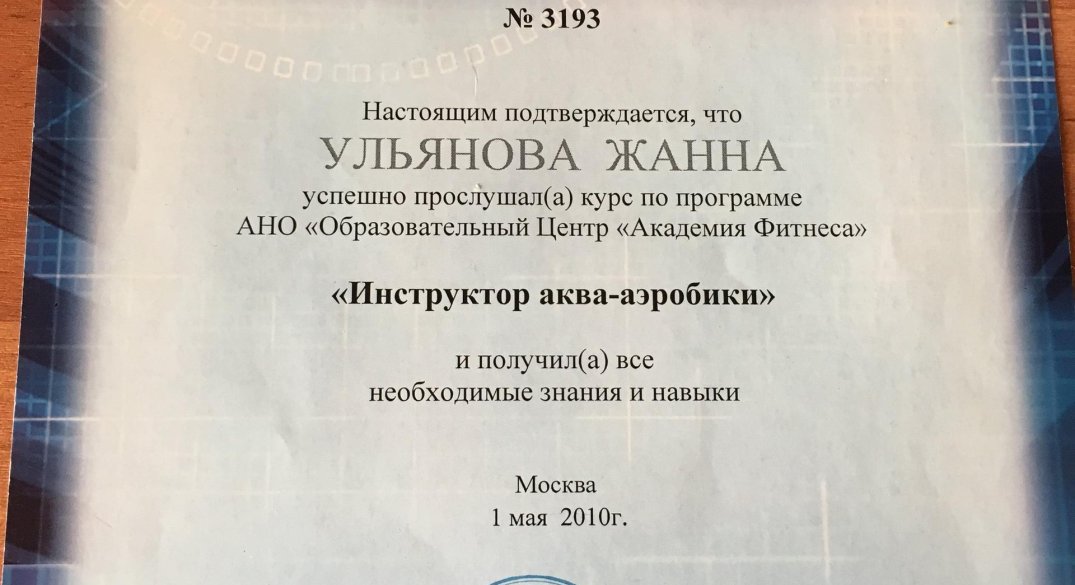 № 3193
Настоящим подтверждается, что
УЛЬЯНОВА ЖАННА
успешно прослушал(а) курс по программе
АНО «Образовательный Центр «Академия Фитнеса»
«Инструктор аква-аэробики»
и получил(а) все
необходимые знания и навыки
Москва
1 мая 2010г.